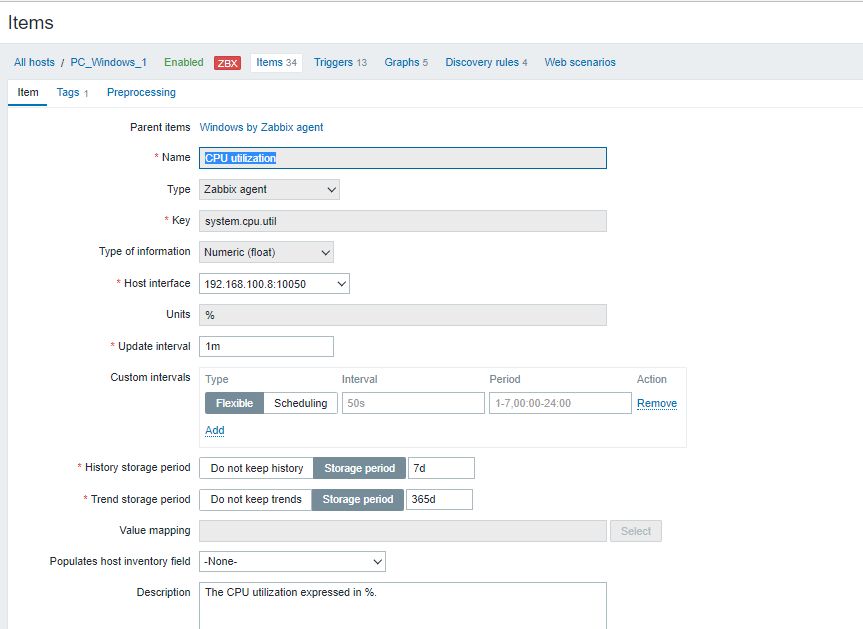 Items
All hosts / PC_Windows_1 Enabled ZBX Items 34 Triggers 13 Graphs 5 Discovery rules 4 Web scenarios
Item Tags 1 Preprocessing
Parent items Windows by Zabbix agent
* Name CPU utilization
Type Zabbix agent
* Key system.cpu.util
Type of information Numeric (float)
* Host interface 192.168.100.8:10050
Units %
* Update interval 1m
Custom intervals Type Interval Period Action
Flexible Scheduling 50s 1-7,00:00-24:00 Remove
Add
* History storage period Do not keep history Storage period 7d
* Trend storage period Do not keep trends Storage period 365d
Value mapping Select
Populates host inventory field -None-
Description The CPU utilization expressed in %.